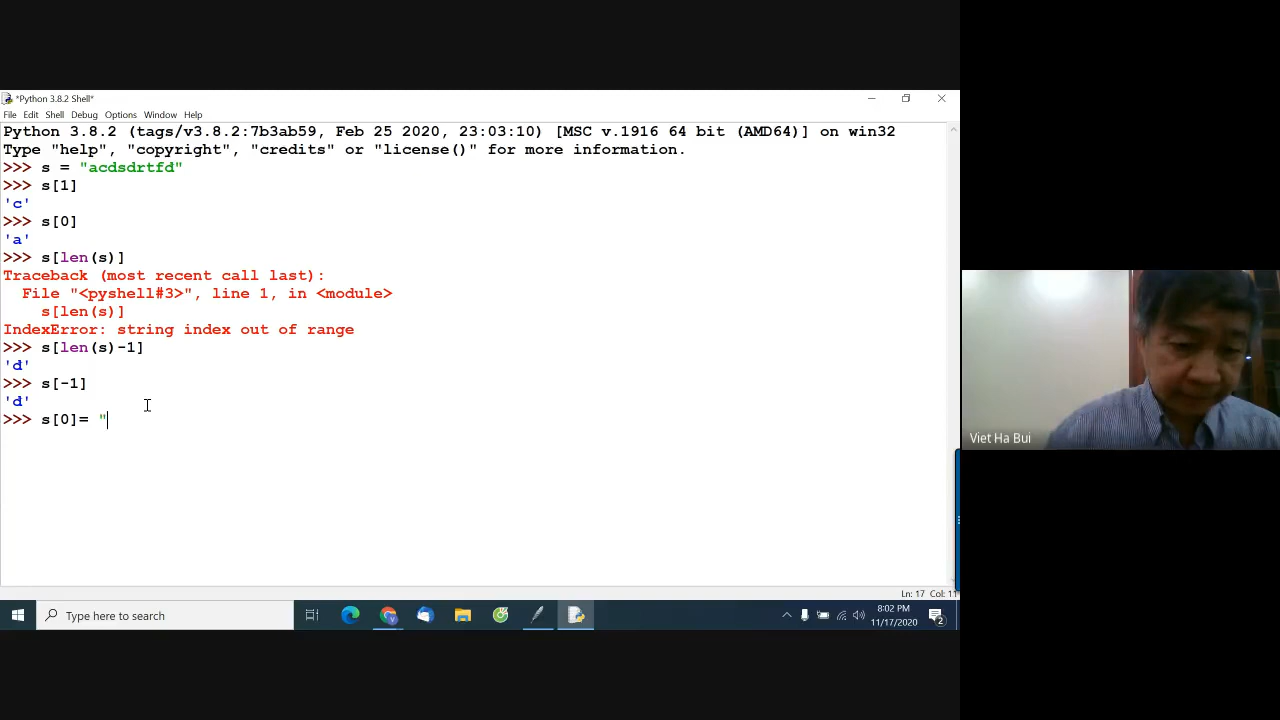 *Python 3.8.2 Shell*
File Edit Shell Debug Options Window Help
Python 3.8.2 (tags/v3.8.2:7b3ab59, Feb 25 2020, 23:03:10) [MSC v.1916 64 bit (AMD64)] on win32
Type "help", "copyright", "credits" or "license()" for more information.
>>> s = "acdsdrtfd"
>>> s[1]
'c'
>>> s[0]
'a'
>>> s[len(s)]
Traceback (most recent call last):
  File "<pyshell#3>", line 1, in <module>
    s[len(s)]
IndexError: string index out of range
>>> s[len(s)-1]
'd'
>>> s[-1]
'd'
>>> s[0]= "
Viet Ha Bui
Ln: 17 Col: 11
Type here to search
8:02 PM
11/17/2020
2